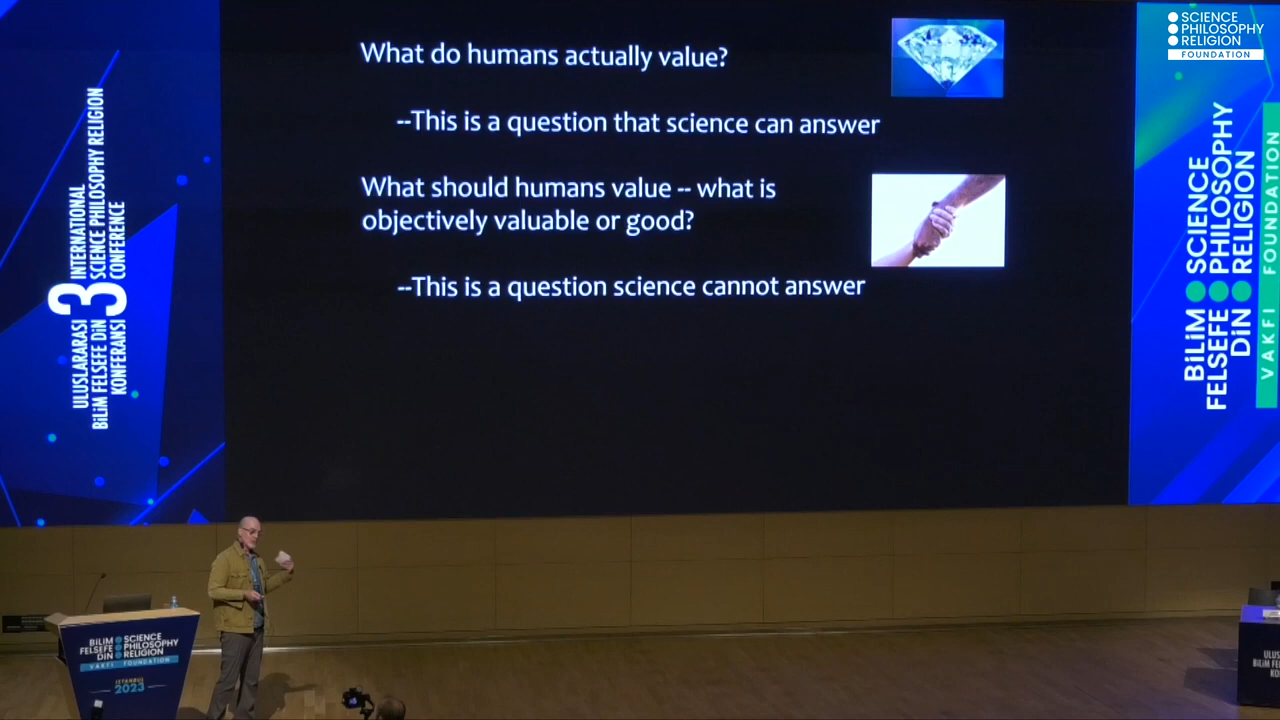 What do humans actually value?
--This is a question that science can answer
What should humans value -- what is
objectively valuable or good?
--This is a question science cannot answer
ULUSLARARASI
BİLİM FELSEFE DİN
KONFERANSI
3
INTERNATIONAL
SCIENCE PHILOSOPHY RELIGION
CONFERENCE
SCIENCE
PHILOSOPHY
RELIGION
FOUNDATION
BİLİM SCIENCE
FELSEFE PHILOSOPHY
DİN RELIGION
VAKFI FOUNDATION
BİLİM SCIENCE
FELSEFE PHILOSOPHY
DİN RELIGION
VAKFI FOUNDATION
İSTANBUL
2023